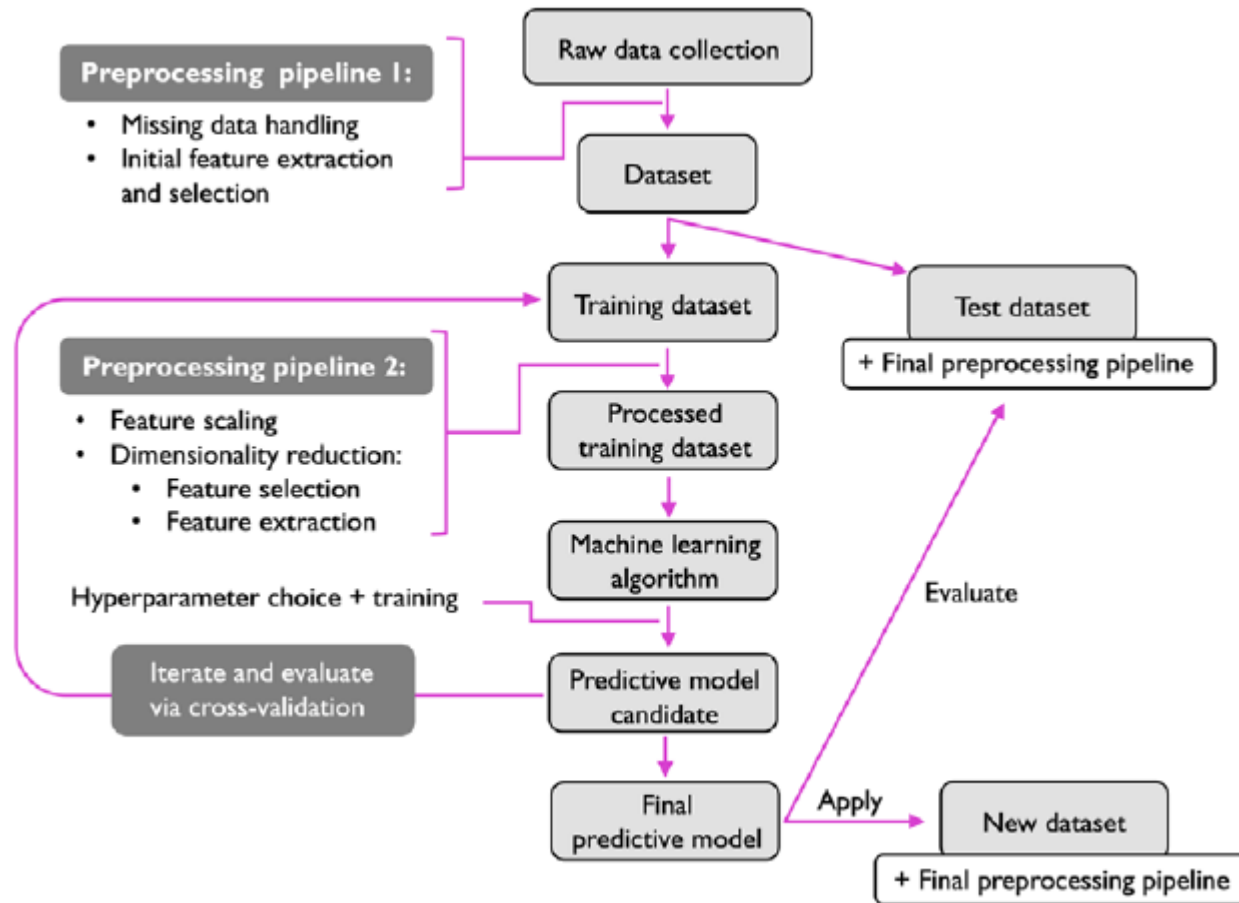 Raw data collection
Preprocessing pipeline 1:
• Missing data handling
• Initial feature extraction
and selection
Dataset
Training dataset
Test dataset
+ Final preprocessing pipeline
Preprocessing pipeline 2:
• Feature scaling
• Dimensionality reduction:
• Feature selection
• Feature extraction
Processed
training dataset
Machine learning
algorithm
Evaluate
Hyperparameter choice + training
Iterate and evaluate
via cross-validation
Predictive model
candidate
Final
predictive model
Apply
New dataset
+ Final preprocessing pipeline